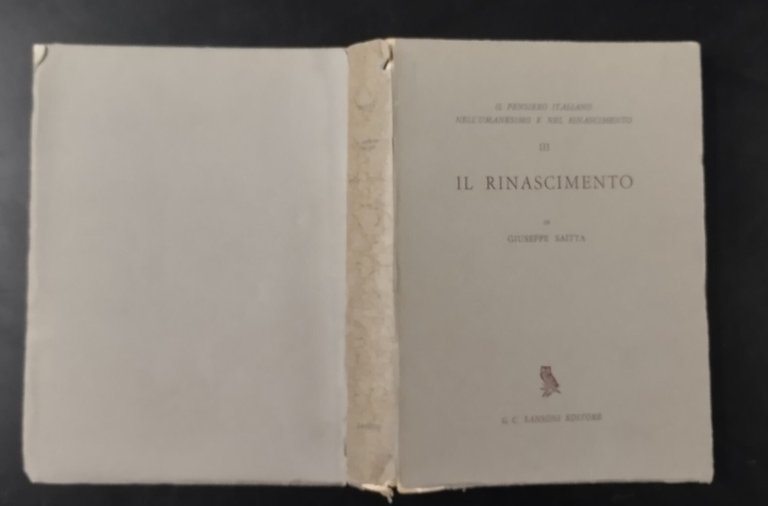 IL PENSIERO ITALIANO
NELL'UMANESIMO E NEL RINASCIMENTO
III
IL RINASCIMENTO
DI
GIUSEPPE SAITTA
G. C. SANSONI EDITORE